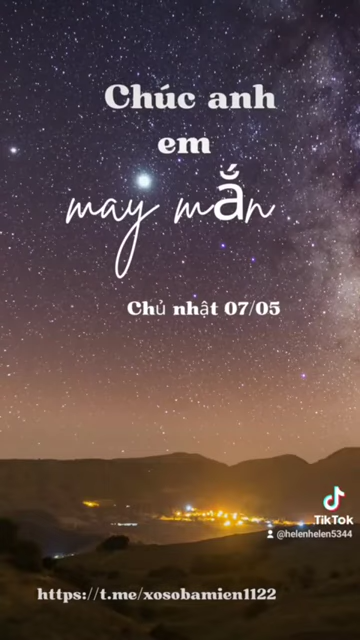 Chúc anh
em
may mắn
Chủ nhật 07/05
TikTok
@helenhelen5344
https://t.me/xosobamien1122